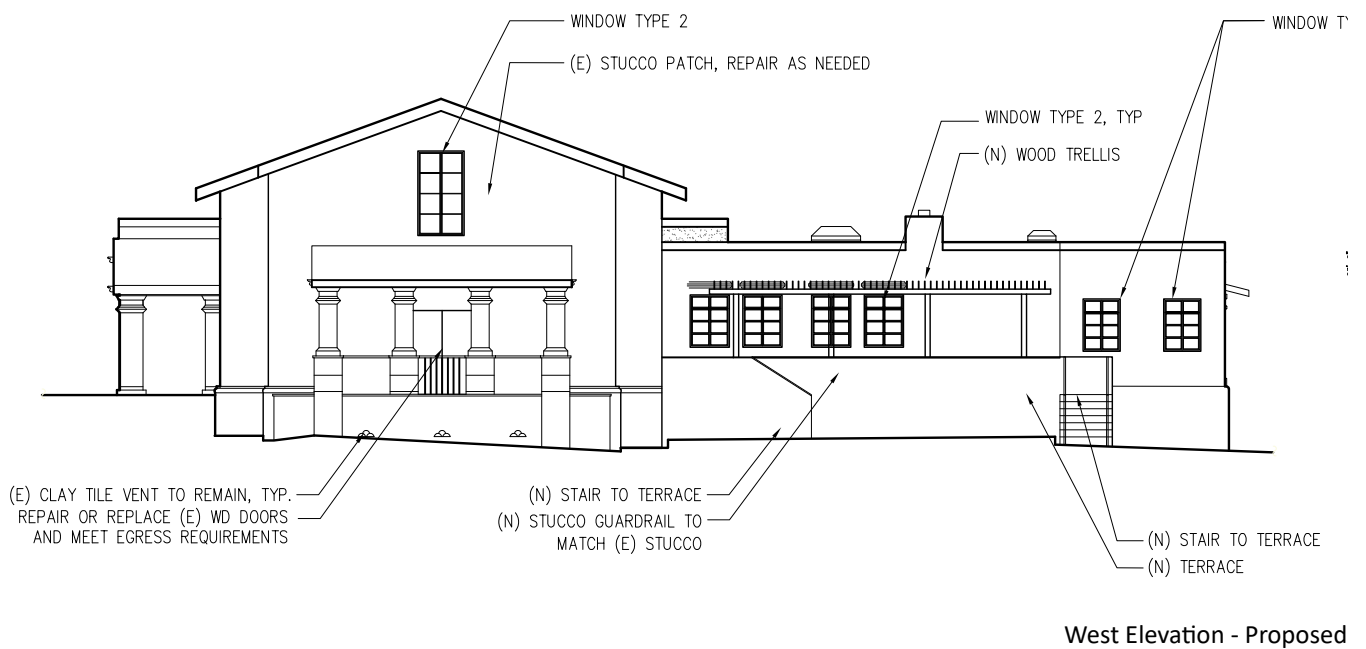 WINDOW TYPE 2
WINDOW
(E) STUCCO PATCH, REPAIR AS NEEDED
WINDOW TYPE 2, TYP
(N) WOOD TRELLIS
(E) CLAY TILE VENT TO REMAIN, TYP.
REPAIR OR REPLACE (E) WD DOORS
AND MEET EGRESS REQUIREMENTS
(N) STAIR TO TERRACE
(N) STUCCO GUARDRAIL TO
MATCH (E) STUCCO
(N) STAIR TO TERRACE
(N) TERRACE
West Elevation - Proposed